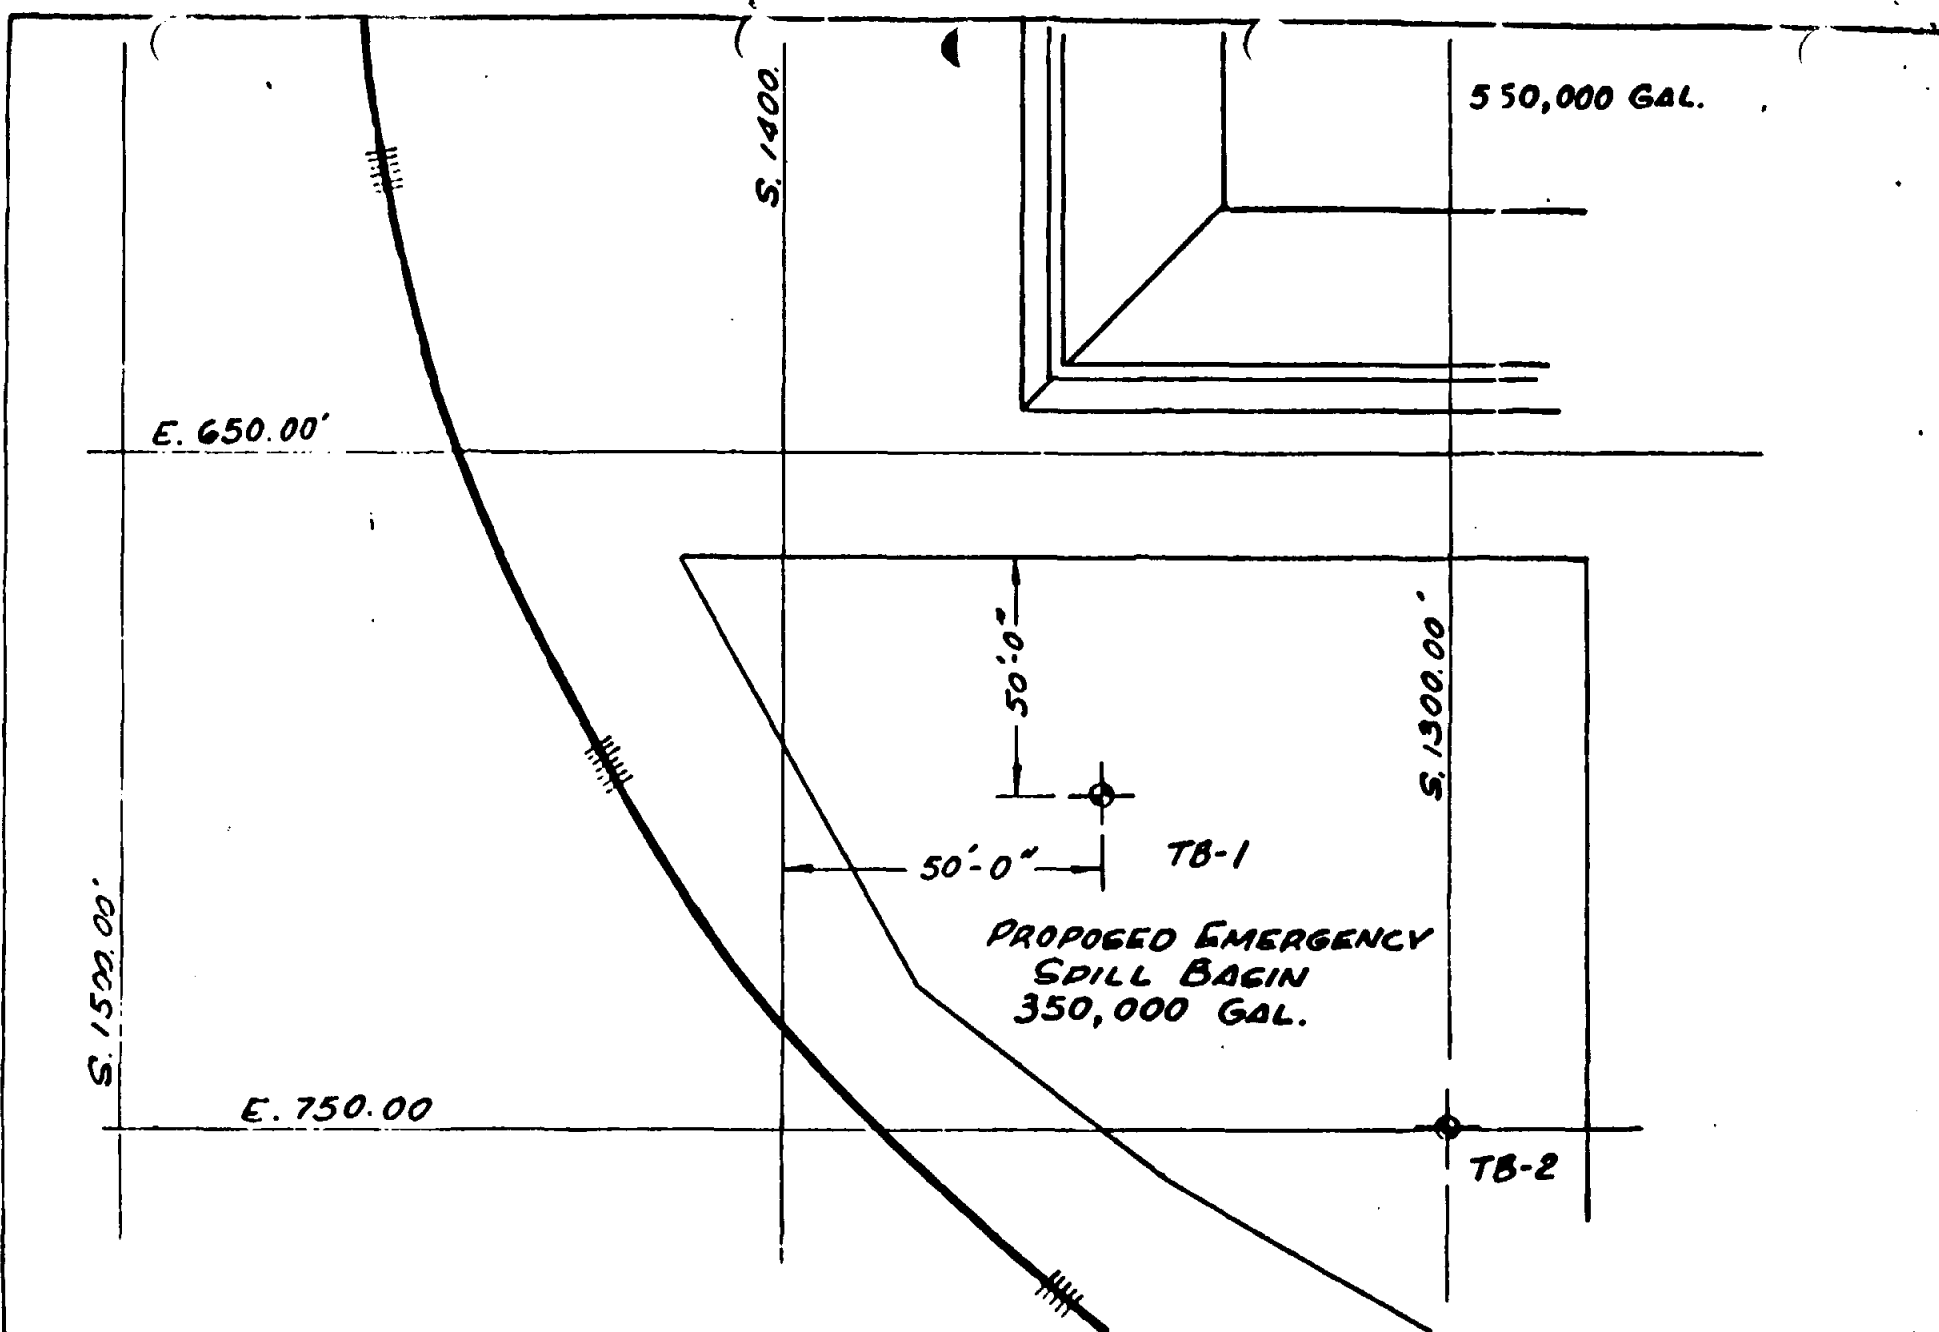 550,000 GAL.
S. 1400.
E. 650.00'
50'-0"
S. 1300.00'
50'-0"
TB-1
PROPOSED EMERGENCY
SPILL BASIN
350,000 GAL.
S. 1500.00'
E. 750.00
TB-2